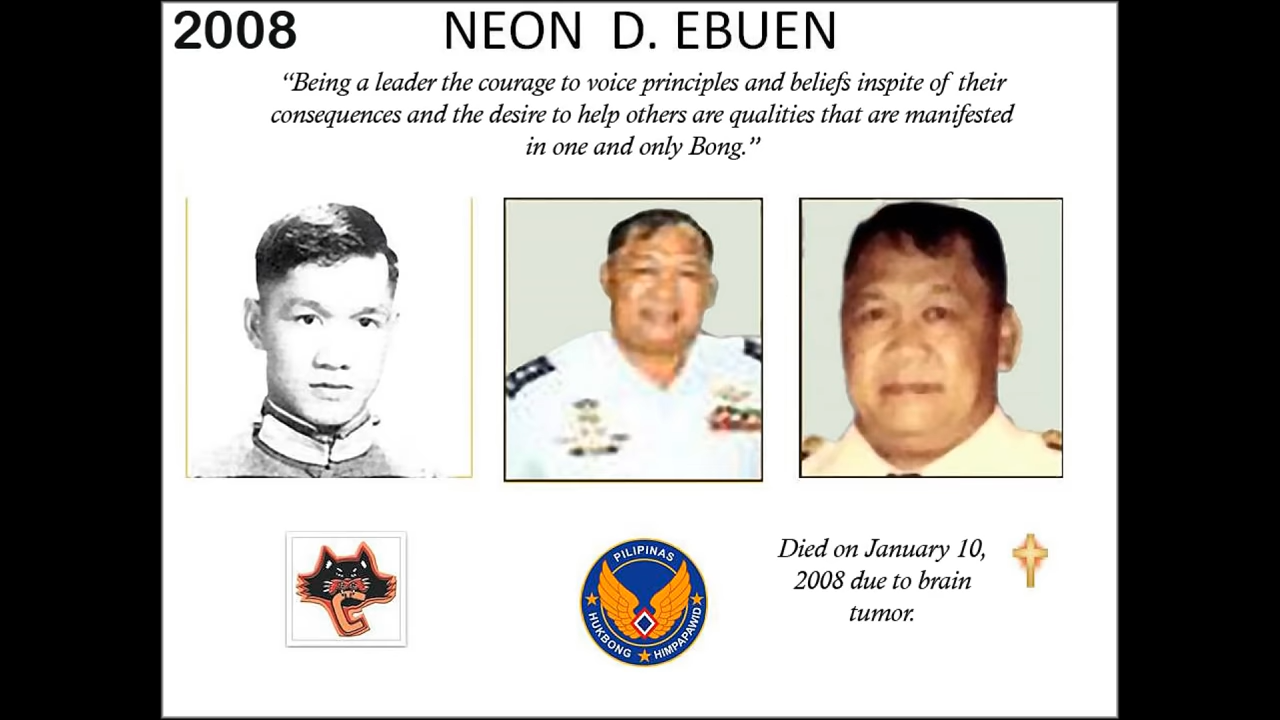 2008
NEON D. EBUEN
“Being a leader the courage to voice principles and beliefs inspite of their
consequences and the desire to help others are qualities that are manifested
in one and only Bong.”
PILIPINAS
HUKBONG HIMPAPAWID
Died on January 10,
2008 due to brain
tumor.